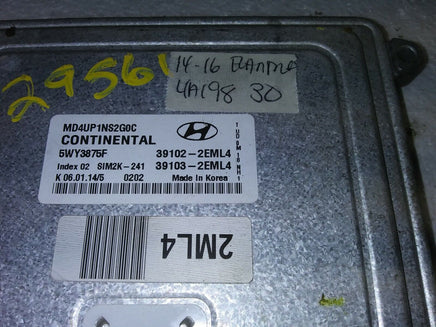 29561
14-16 ELANTRA
4A198 30
MD4UP1NS2G0C
CONTINENTAL
5WY3875F 39102-2EML4
Index 02 SIM2K-241 39103-2EML4
K 06.01.14/5 0202 Made in Korea
2ML4